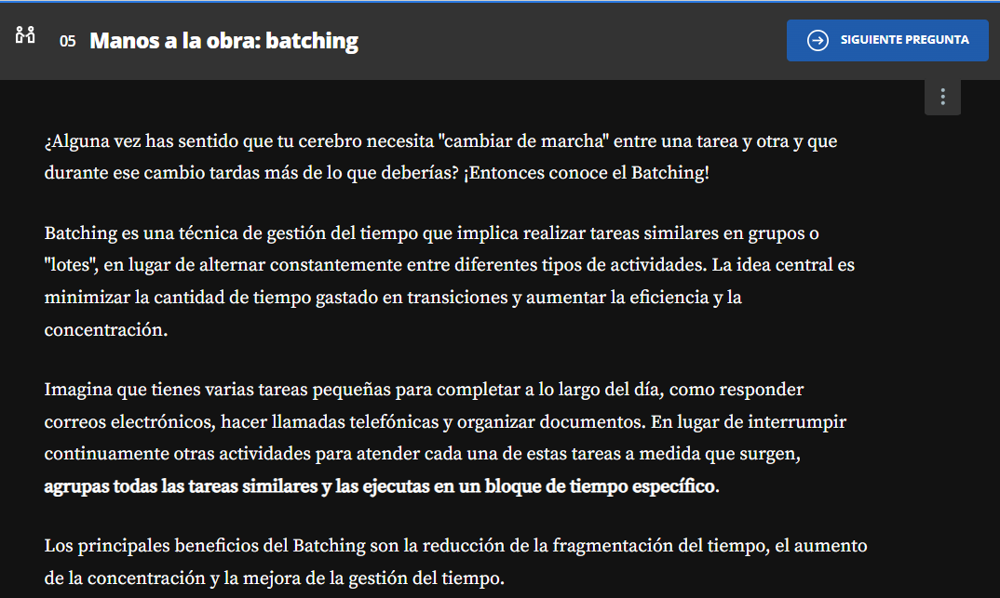 05 Manos a la obra: batching
SIGUIENTE PREGUNTA
¿Alguna vez has sentido que tu cerebro necesita "cambiar de marcha" entre una tarea y otra y que
durante ese cambio tardas más de lo que deberías? ¡Entonces conoce el Batching!
Batching es una técnica de gestión del tiempo que implica realizar tareas similares en grupos o
"lotes", en lugar de alternar constantemente entre diferentes tipos de actividades. La idea central es
minimizar la cantidad de tiempo gastado en transiciones y aumentar la eficiencia y la
concentración.
Imagina que tienes varias tareas pequeñas para completar a lo largo del día, como responder
correos electrónicos, hacer llamadas telefónicas y organizar documentos. En lugar de interrumpir
continuamente otras actividades para atender cada una de estas tareas a medida que surgen,
agrupas todas las tareas similares y las ejecutas en un bloque de tiempo específico.
Los principales beneficios del Batching son la reducción de la fragmentación del tiempo, el aumento
de la concentración y la mejora de la gestión del tiempo.